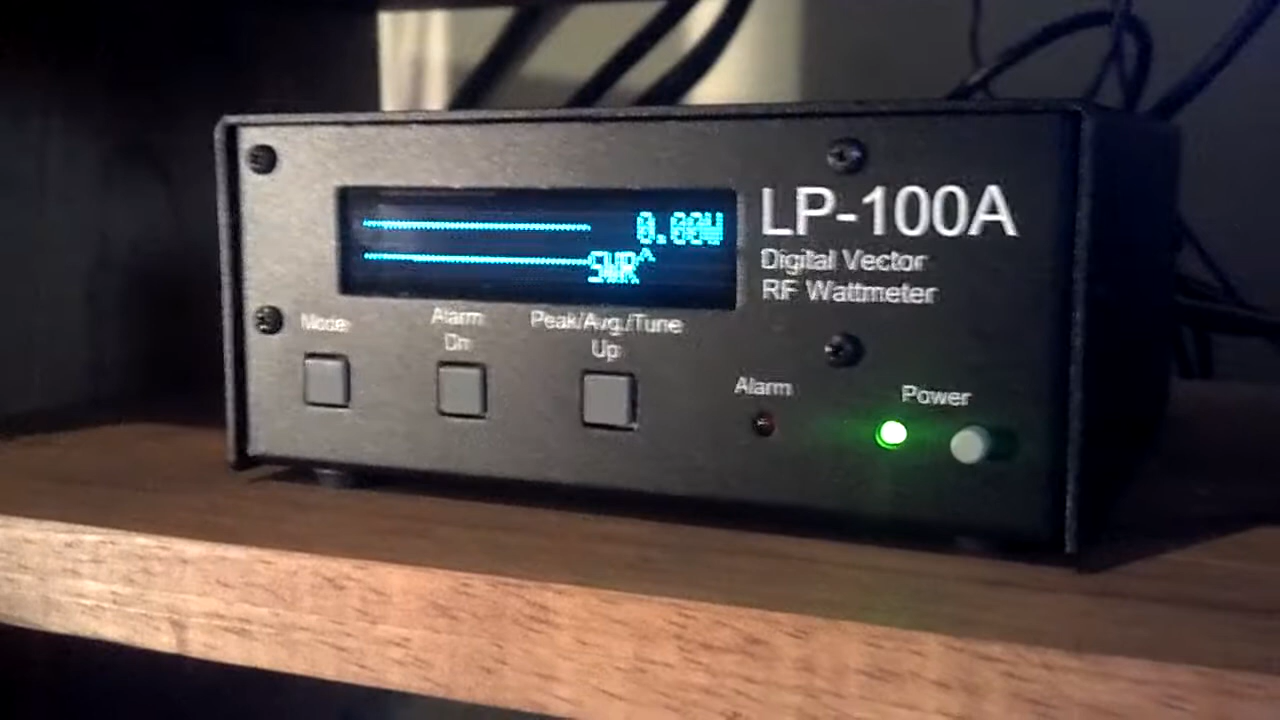 0.00W
SWR^
LP-100A
Digital Vector
RF Wattmeter
Mode
Alarm
Dn
Peak/Avg./Tune
Up
Alarm
Power